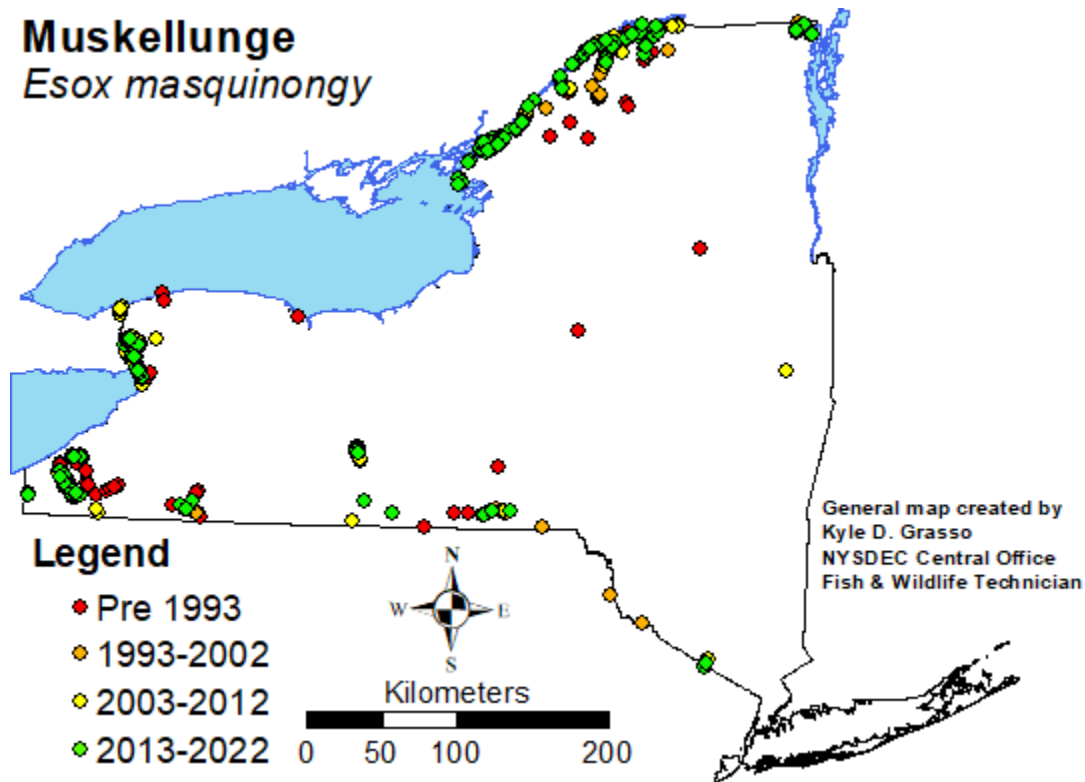 Muskellunge
Esox masquinongy
General map created by
Kyle D. Grasso
NYSDEC Central Office
Fish & Wildlife Technician
Legend
Pre 1993
1993-2002
2003-2012
2013-2022
N
W E
S
Kilometers
0 50 100 200